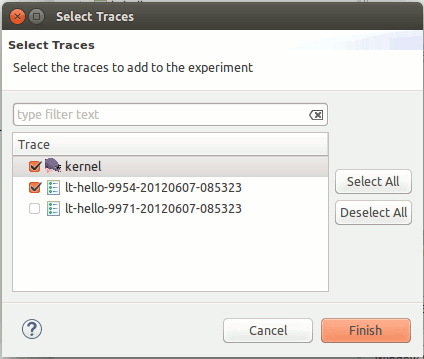 Select Traces
Select Traces
Select the traces to add to the experiment
type filter text
Trace
kernel
lt-hello-9954-20120607-085323
lt-hello-9971-20120607-085323
Select All
Deselect All
?
Cancel
Finish